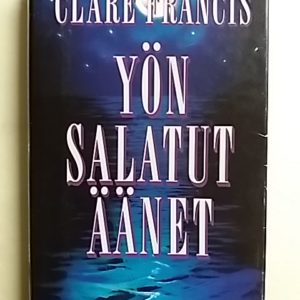 CLARE FRANCIS
YÖN
SALATUT
ÄÄNET